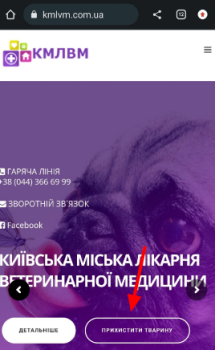 kmlvm.com.ua
12
КМЛВМ
ГАРЯЧА ЛІНІЯ
+38 (044) 366 69 99
ЗВОРОТНІЙ ЗВ'ЯЗОК
Facebook
КИЇВСЬКА МІСЬКА ЛІКАРНЯ
ВЕТЕРИНАРНОЇ МЕДИЦИНИ
ДЕТАЛЬНІШЕ
ПРИХИСТИТИ ТВАРИНУ